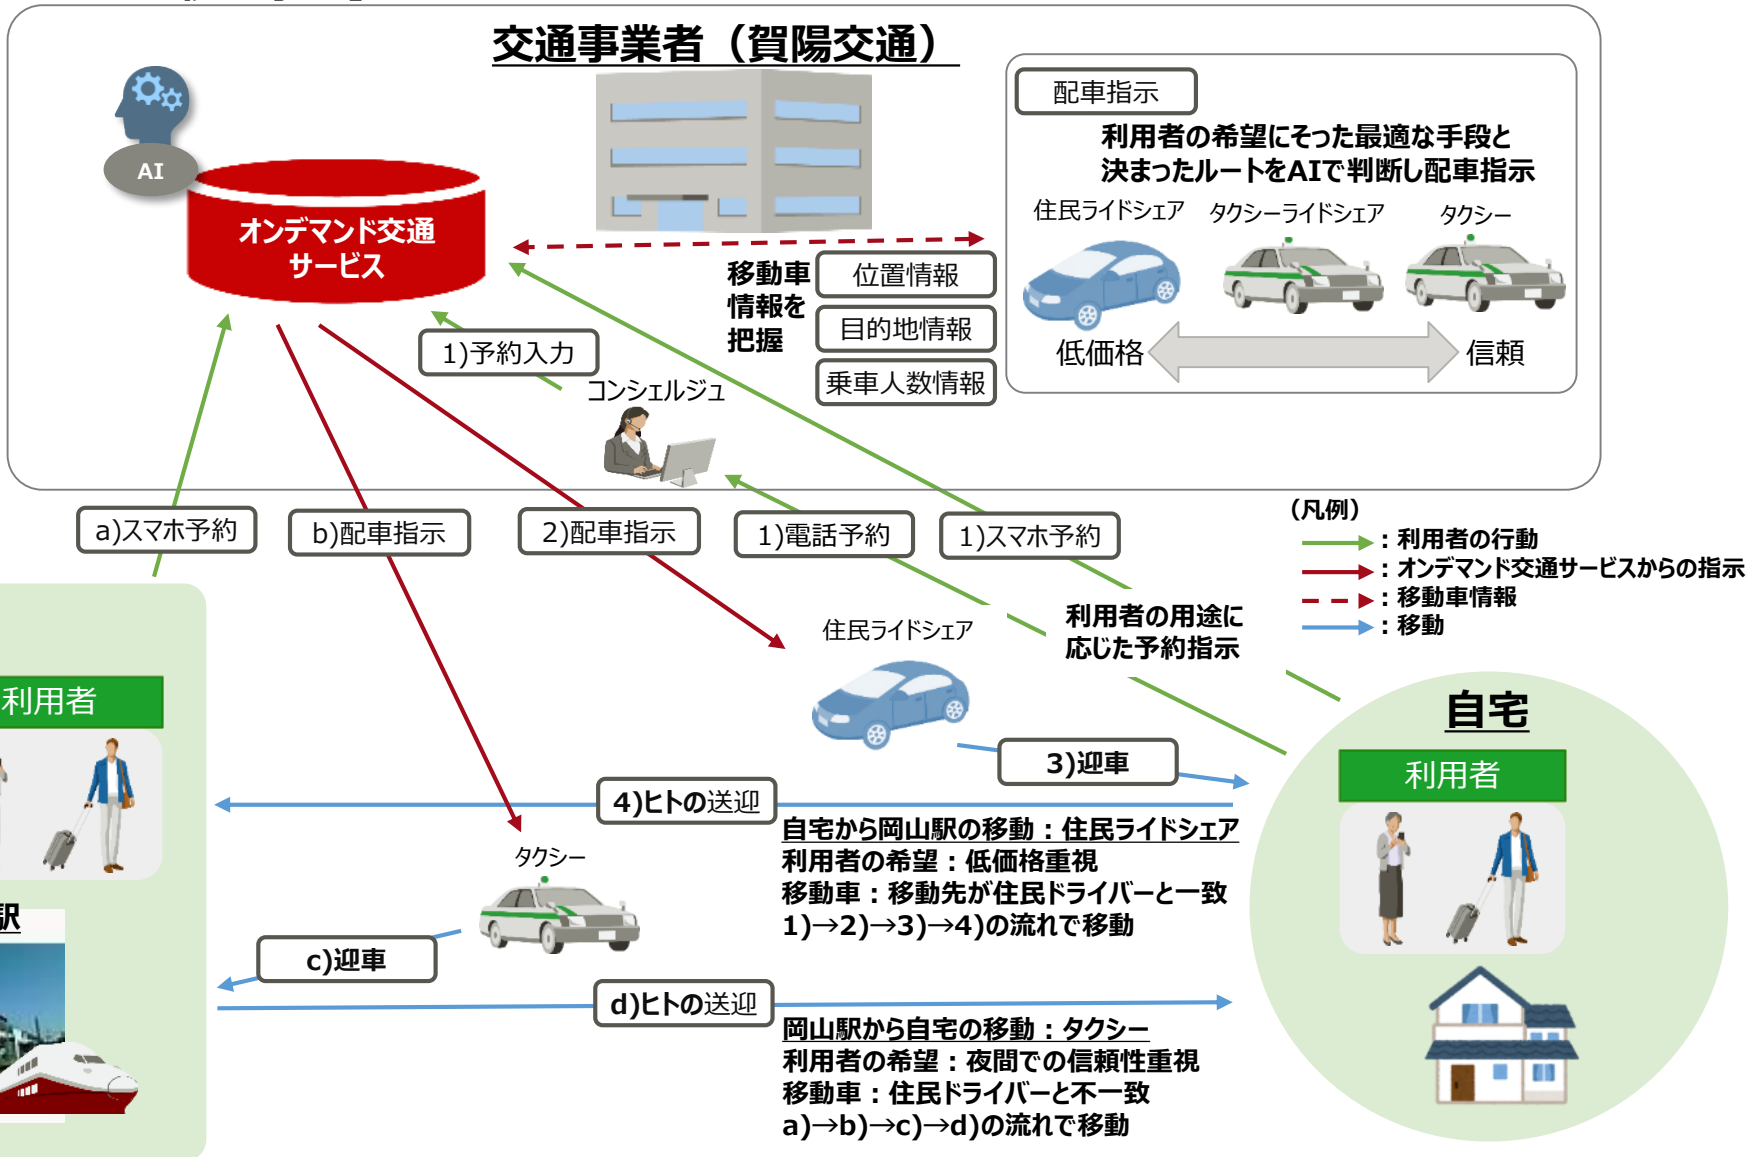 交通事業者（賀陽交通）
AI
オンデマンド交通
サービス
配車指示
利用者の希望にそった最適な手段と
決まったルートをAIで判断し配車指示
住民ライドシェア
タクシーライドシェア
タクシー
低価格
信頼
移動車
情報を
把握
位置情報
目的地情報
乗車人数情報
1)予約入力
コンシェルジュ
a)スマホ予約
b)配車指示
2)配車指示
1)電話予約
1)スマホ予約
（凡例）
：利用者の行動
：オンデマンド交通サービスからの指示
：移動車情報
：移動
利用者の用途に
応じた予約指示
住民ライドシェア
利用者
自宅
利用者
3)迎車
4)ヒトの送迎
自宅から岡山駅の移動：住民ライドシェア
利用者の希望：低価格重視
移動車：移動先が住民ドライバーと一致
1)→2)→3)→4)の流れで移動
タクシー
駅
c)迎車
d)ヒトの送迎
岡山駅から自宅の移動：タクシー
利用者の希望：夜間での信頼性重視
移動車：住民ドライバーと不一致
a)→b)→c)→d)の流れで移動